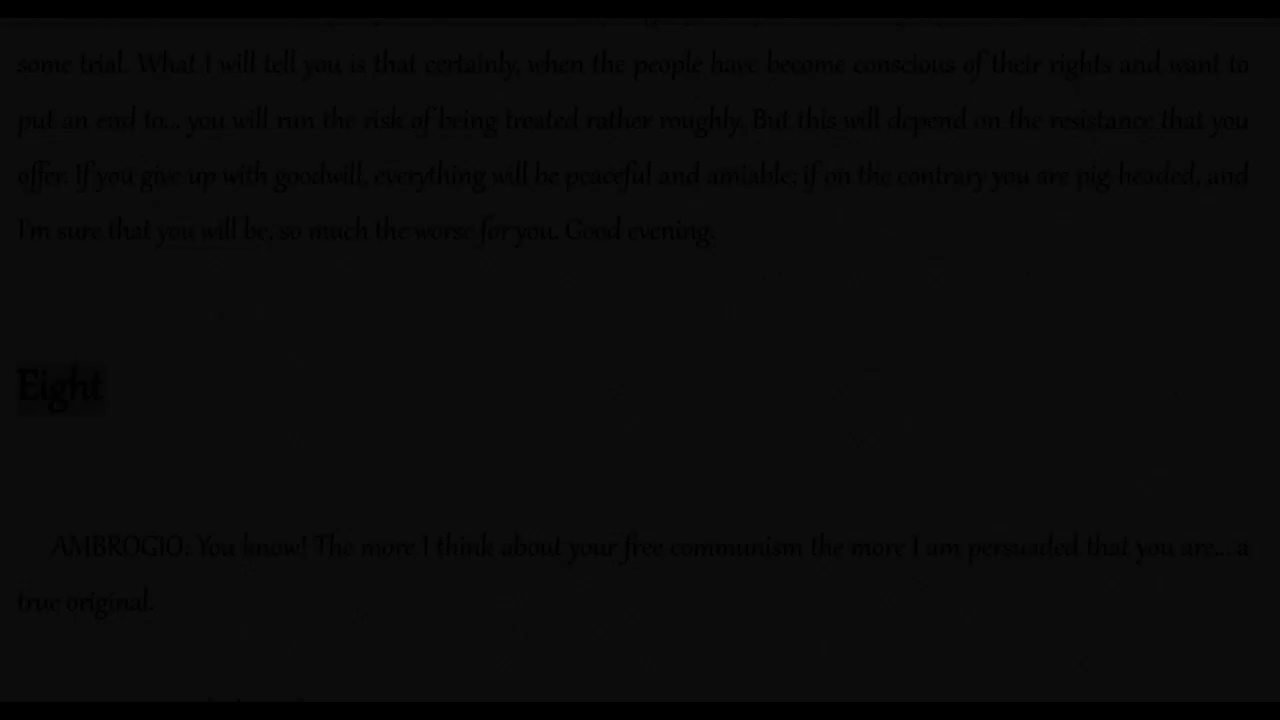 some trial. What I will tell you is that certainly, when the people have become conscious of their rights and want to
put an end to... you will run the risk of being treated rather roughly. But this will depend on the resistance that you
offer. If you give up with goodwill, everything will be peaceful and amiable; if on the contrary you are pig-headed, and
I'm sure that you will be, so much the worse for you. Good evening.
Eight
AMBROGIO: You know! The more I think about your free communism the more I am persuaded that you are... a
true original.